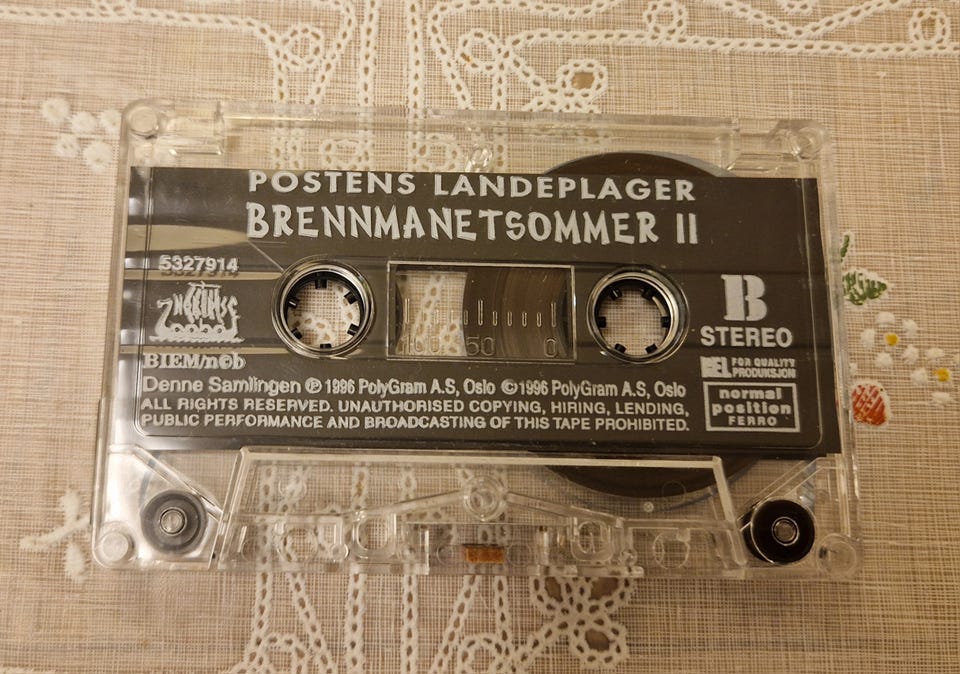 POSTENS LANDEPLAGER
BRENNMANETSOMMER II
5327914
B
STEREO
BIEM/n©b
100 50 0
FOR QUALITY
PRODUKSJON
Denne Samlingen ℗ 1996 PolyGram A.S, Oslo © 1996 PolyGram A.S, Oslo
ALL RIGHTS RESERVED. UNAUTHORISED COPYING, HIRING, LENDING,
PUBLIC PERFORMANCE AND BROADCASTING OF THIS TAPE PROHIBITED.
normal
position
FERRO